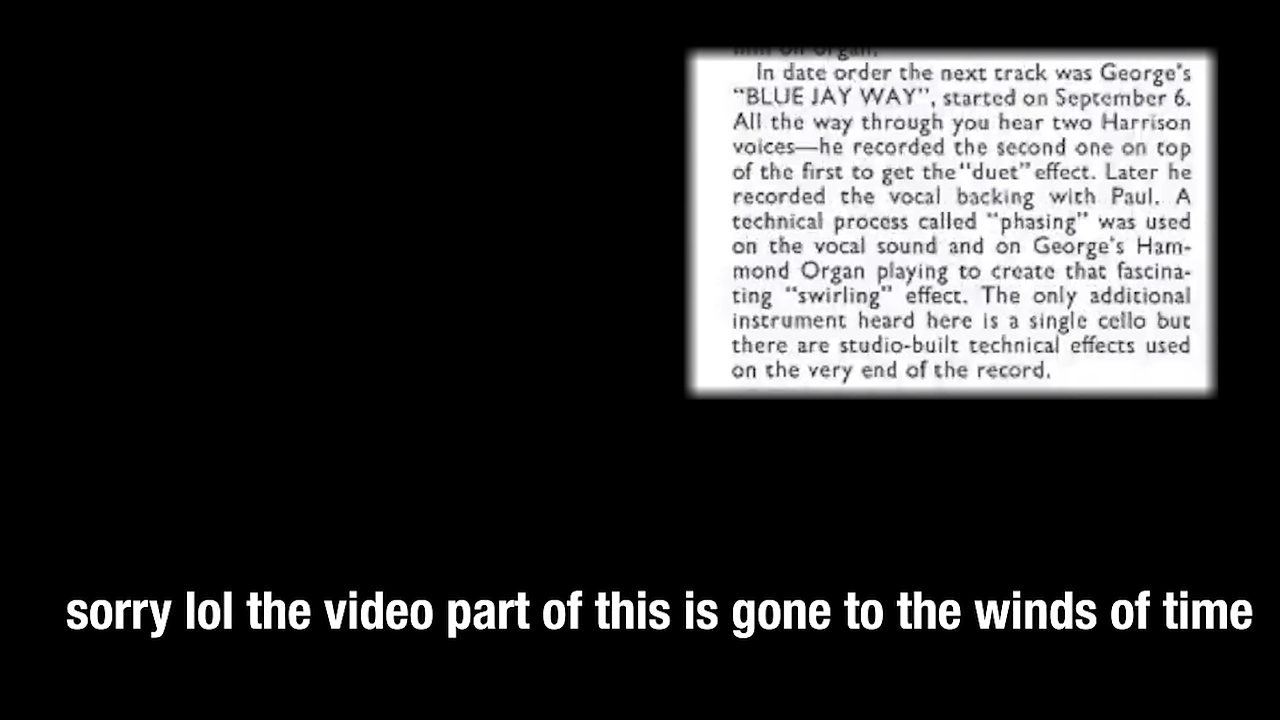 him on organ.
In date order the next track was George's
"BLUE JAY WAY", started on September 6.
All the way through you hear two Harrison
voices—he recorded the second one on top
of the first to get the "duet" effect. Later he
recorded the vocal backing with Paul. A
technical process called "phasing" was used
on the vocal sound and on George's Ham-
mond Organ playing to create that fascina-
ting "swirling" effect. The only additional
instrument heard here is a single cello but
there are studio-built technical effects used
on the very end of the record.
sorry lol the video part of this is gone to the winds of time